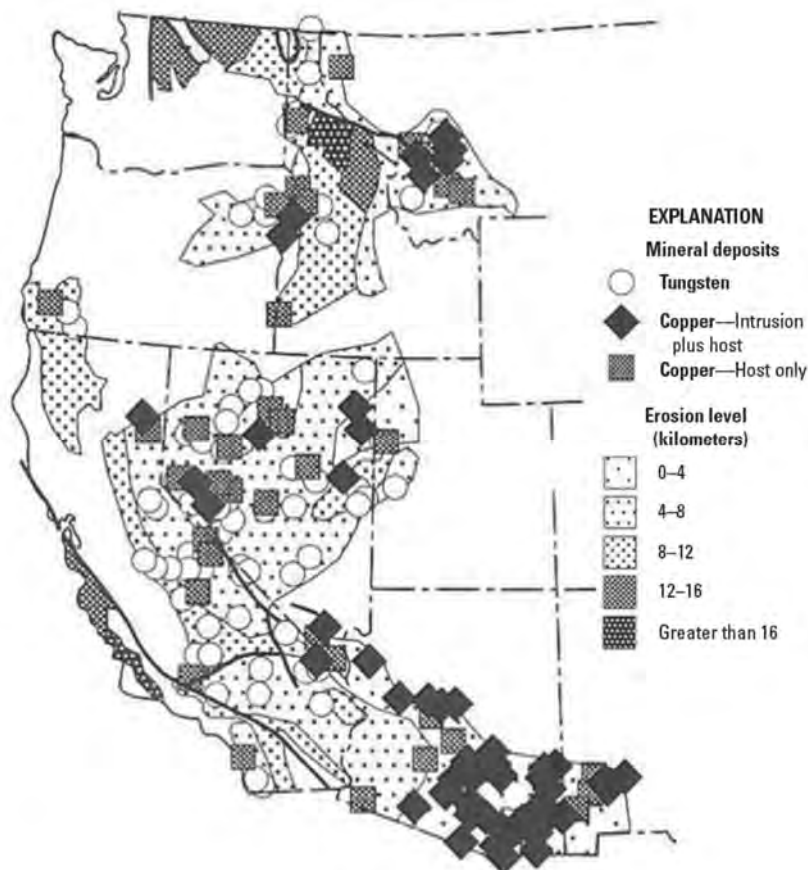 EXPLANATION
Mineral deposits
Tungsten
Copper—Intrusion
plus host
Copper—Host only
Erosion level
(kilometers)
0–4
4–8
8–12
12–16
Greater than 16